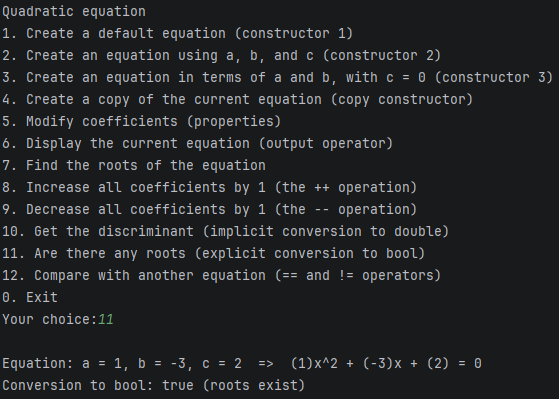 Quadratic equation
1. Create a default equation (constructor 1)
2. Create an equation using a, b, and c (constructor 2)
3. Create an equation in terms of a and b, with c = 0 (constructor 3)
4. Create a copy of the current equation (copy constructor)
5. Modify coefficients (properties)
6. Display the current equation (output operator)
7. Find the roots of the equation
8. Increase all coefficients by 1 (the ++ operation)
9. Decrease all coefficients by 1 (the -- operation)
10. Get the discriminant (implicit conversion to double)
11. Are there any roots (explicit conversion to bool)
12. Compare with another equation (== and != operators)
0. Exit
Your choice:11
Equation: a = 1, b = -3, c = 2  =>  (1)x^2 + (-3)x + (2) = 0
Conversion to bool: true (roots exist)